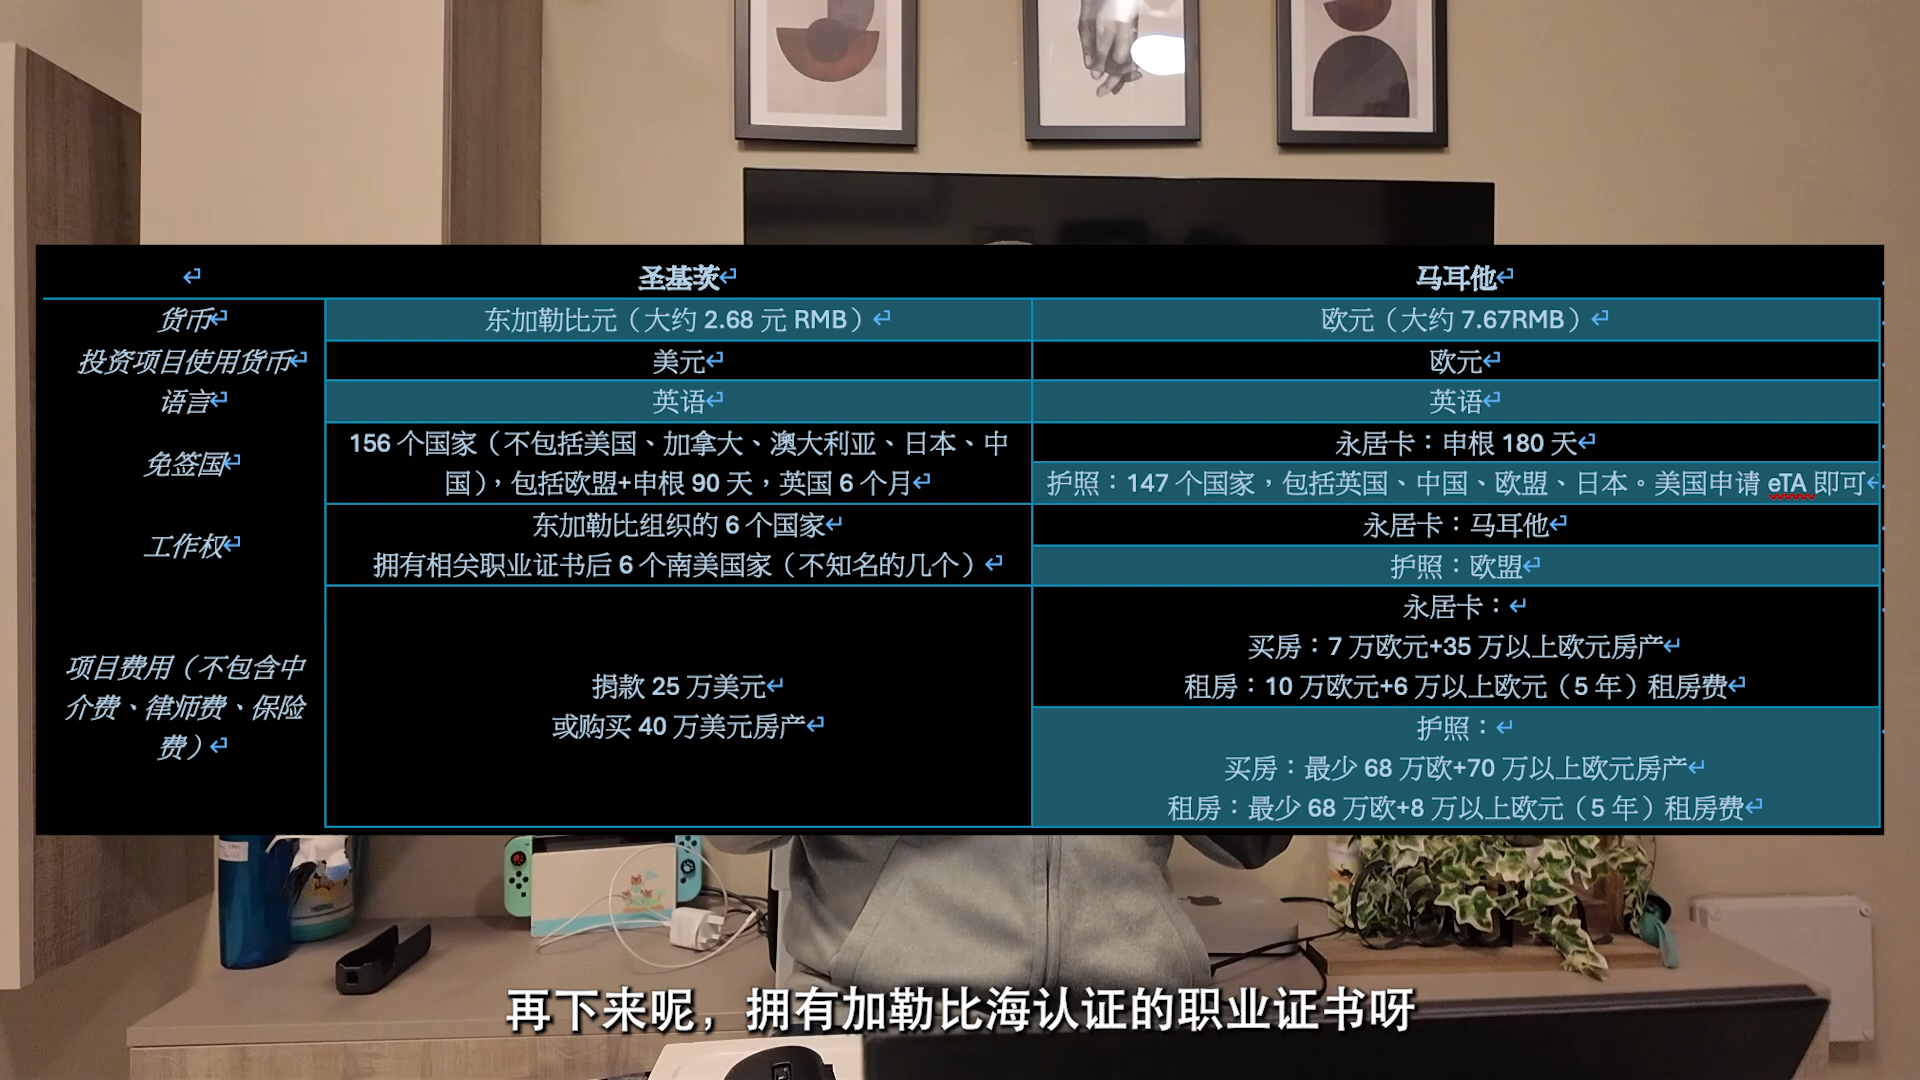 圣基茨
马耳他
货币
东加勒比元（大约 2.68 元 RMB）
欧元（大约 7.67RMB）
投资项目使用货币
美元
欧元
语言
英语
英语
免签国
156 个国家（不包括美国、加拿大、澳大利亚、日本、中
国），包括欧盟+申根 90 天，英国 6 个月
永居卡：申根 180 天
护照：147 个国家，包括英国、中国、欧盟、日本。美国申请 eTA 即可
工作权
东加勒比组织的 6 个国家
拥有相关职业证书后 6 个南美国家（不知名的几个）
永居卡：马耳他
护照：欧盟
项目费用（不包含中
介费、律师费、保险
费）
捐款 25 万美元
或购买 40 万美元房产
永居卡：
买房：7 万欧元+35 万以上欧元房产
租房：10 万欧元+6 万以上欧元（5 年）租房费
护照：
买房：最少 68 万欧+70 万以上欧元房产
租房：最少 68 万欧+8 万以上欧元（5 年）租房费
再下来呢，拥有加勒比海认证的职业证书呀